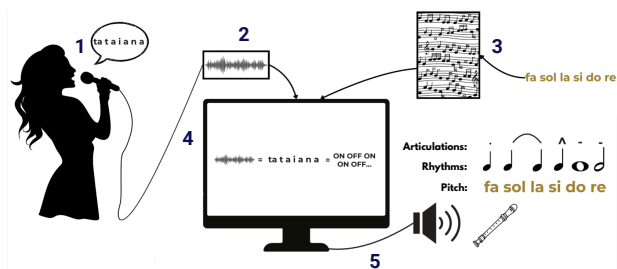 1
tataiana
2
3
fa sol la si do re
4
= tataiana =
ON OFF ON
ON OFF...
Articulations:
Rhythms:
Pitch:
fa sol la si do re
5